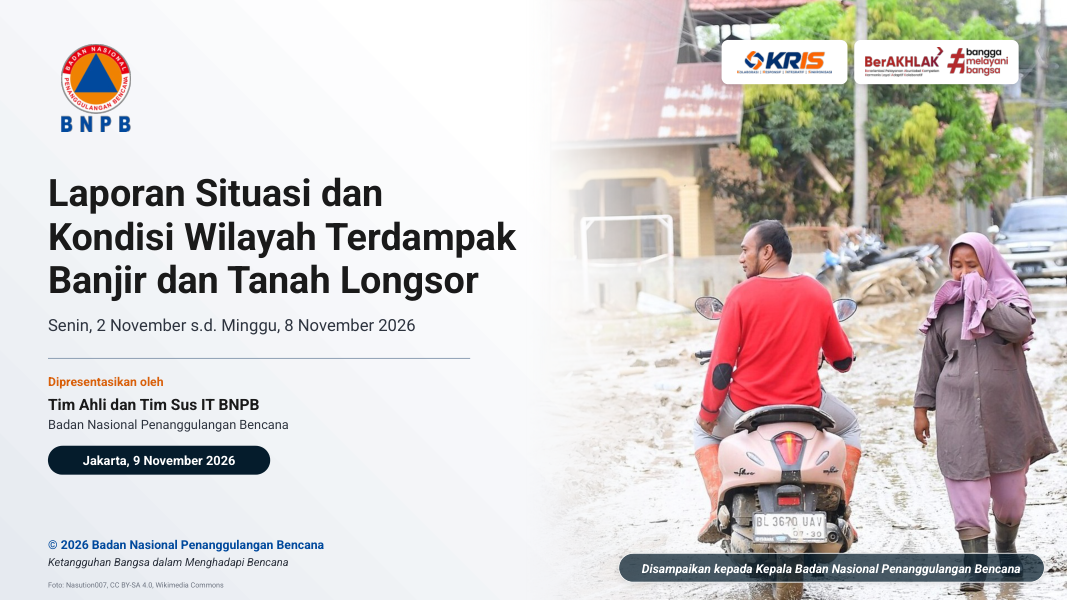 BADAN NASIONAL
PENANGGULANGAN BENCANA
BNPB
KRIS
BerAKHLAK
#bangga
melayani
bangsa
Laporan Situasi dan
Kondisi Wilayah Terdampak
Banjir dan Tanah Longsor
Senin, 2 November s.d. Minggu, 8 November 2026
Dipresentasikan oleh
Tim Ahli dan Tim Sus IT BNPB
Badan Nasional Penanggulangan Bencana
Jakarta, 9 November 2026
BL 3670 UAV
© 2026 Badan Nasional Penanggulangan Bencana
Ketangguhan Bangsa dalam Menghadapi Bencana
Foto: Nasution007, CC BY-SA 4.0, Wikimedia Commons
Disampaikan kepada Kepala Badan Nasional Penanggulangan Bencana